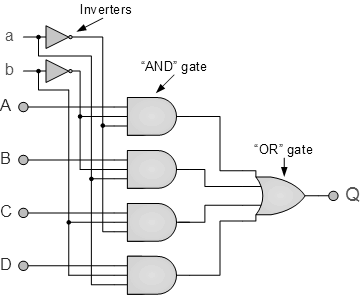 Inverters
a
b
“AND” gate
A
B
“OR” gate
Q
C
D